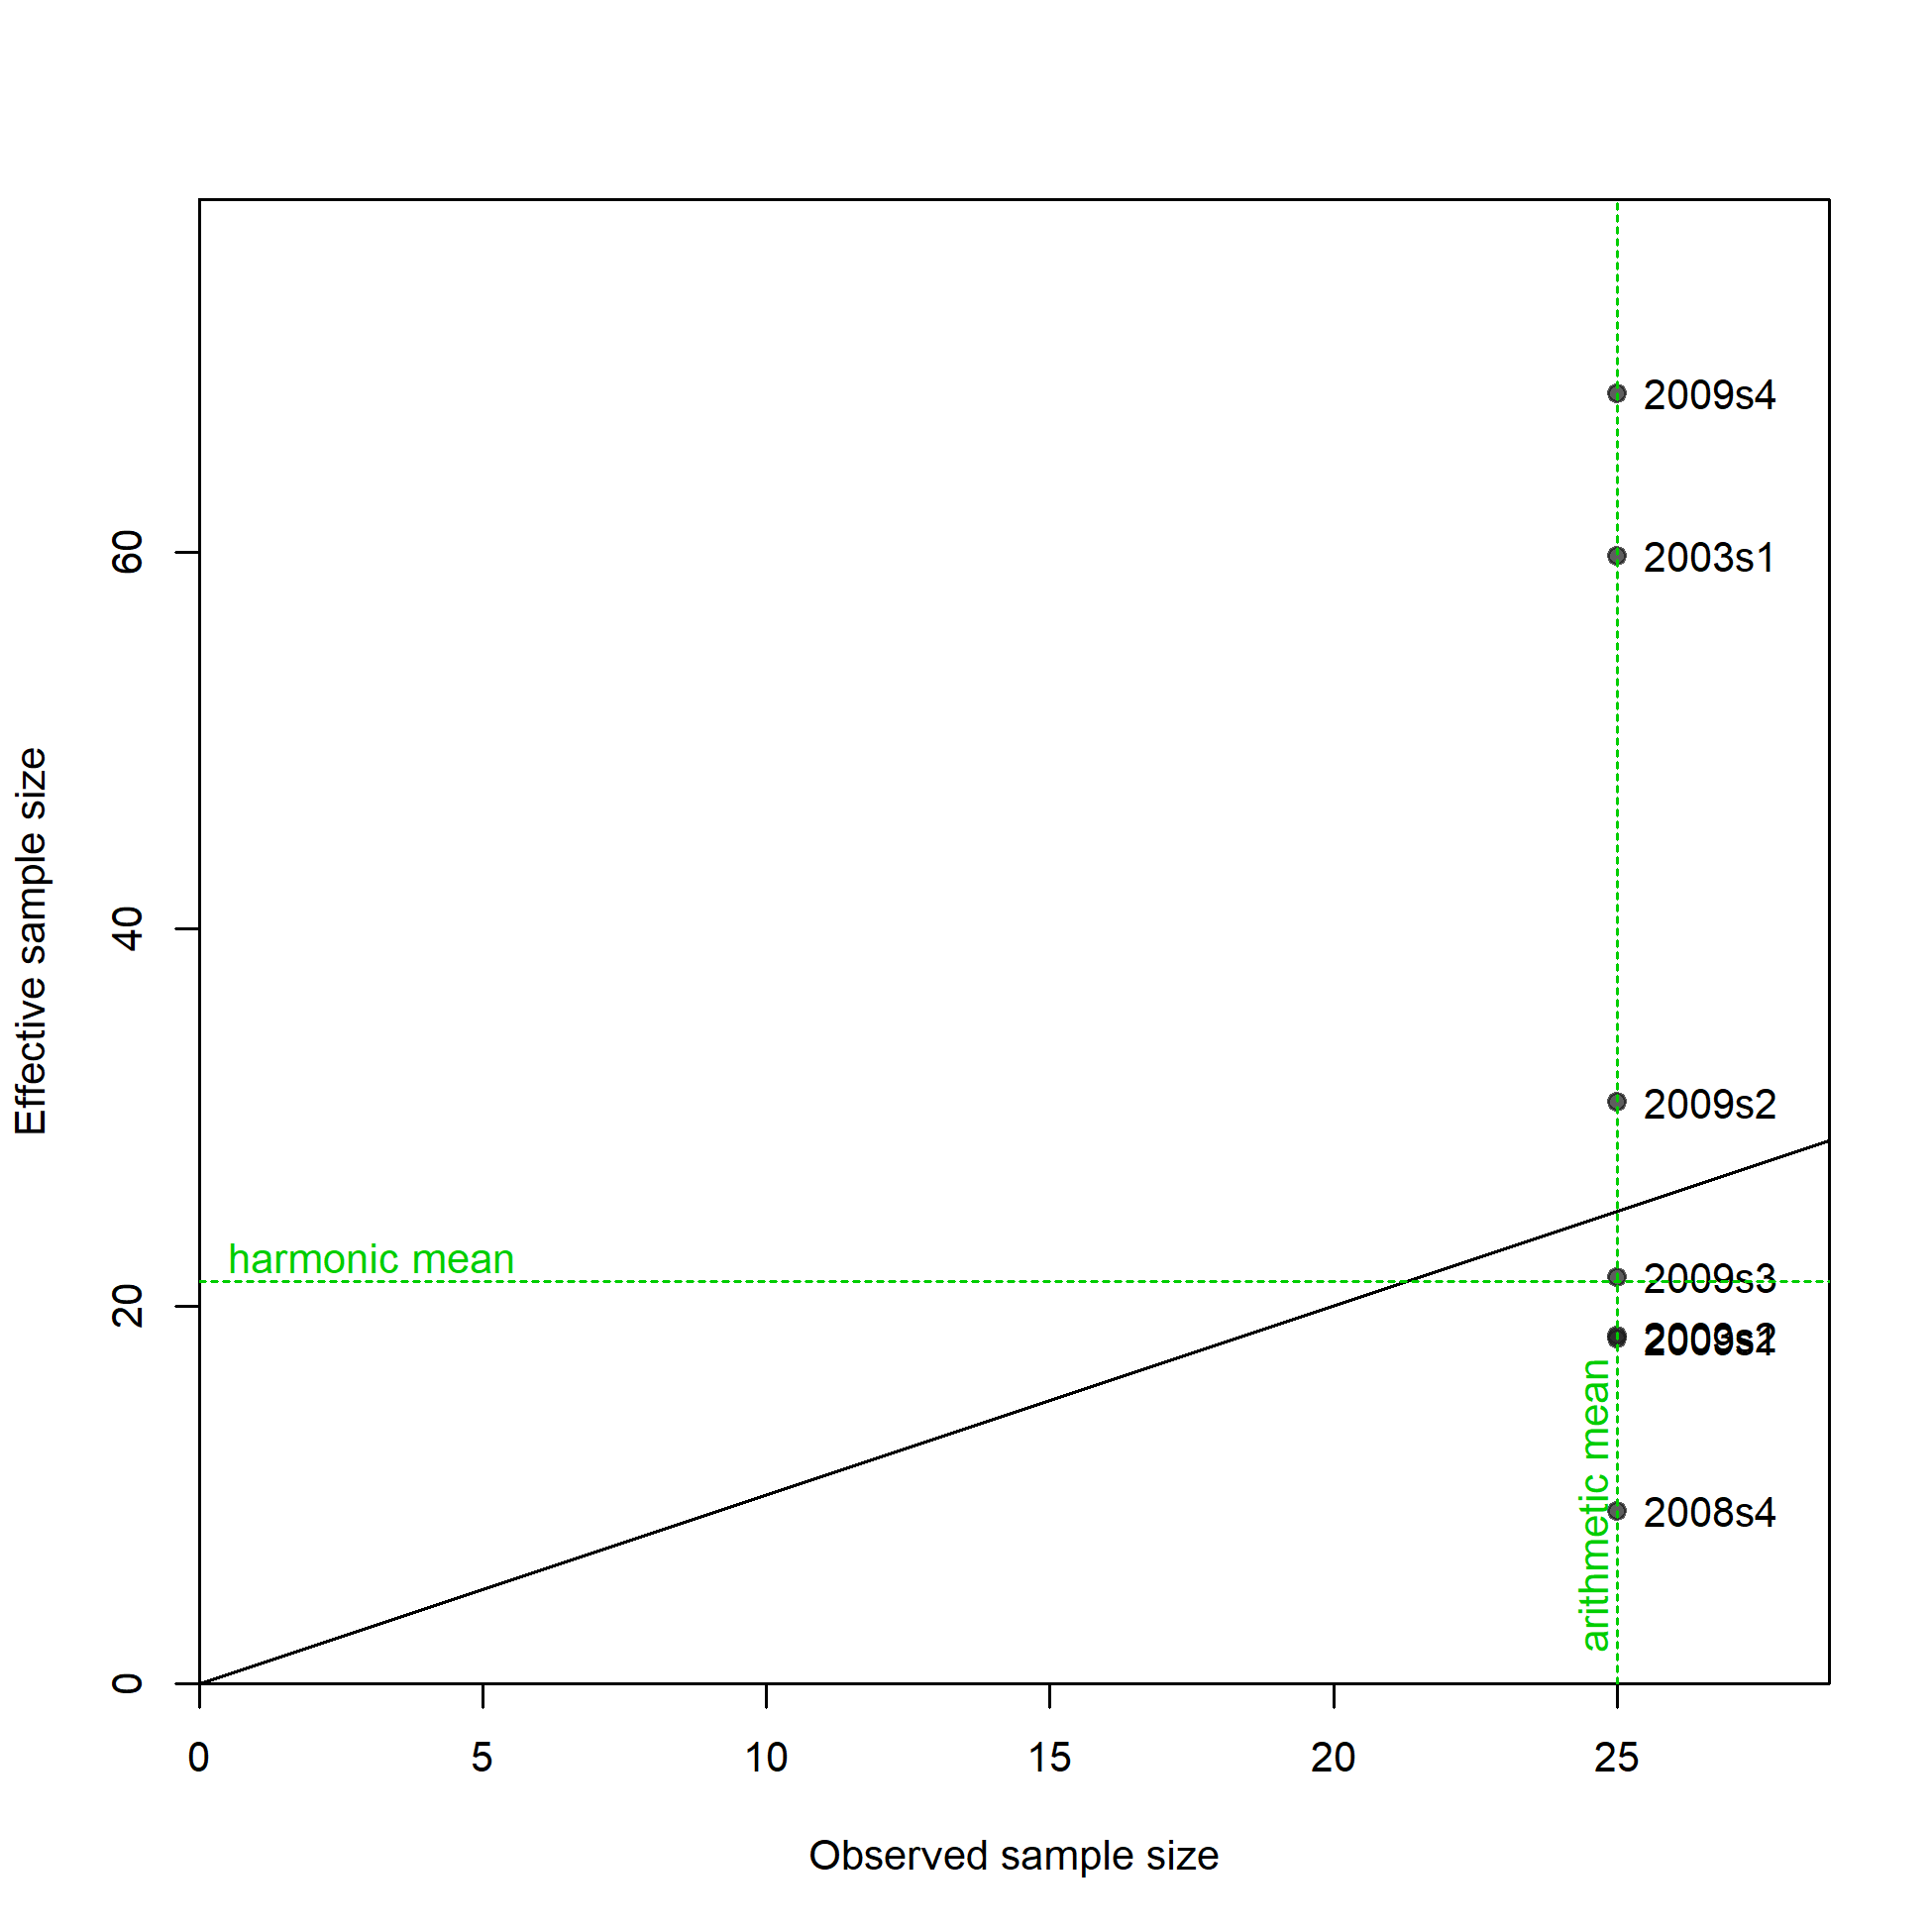 2009s4
60
2003s1
40
Effective sample size
2009s2
harmonic mean
2009s3
20
arithmetic mean
2008s4
0
0 5 10 15 20 25
Observed sample size